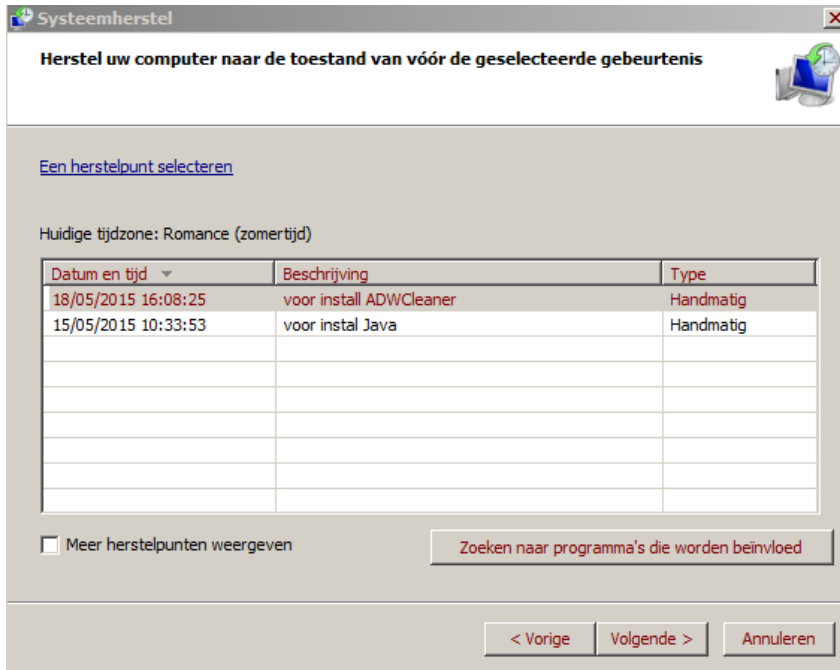 Systeemherstel
Herstel uw computer naar de toestand van vóór de geselecteerde gebeurtenis
Een herstelpunt selecteren
Huidige tijdzone: Romance (zomertijd)
Datum en tijd Beschrijving Type
18/05/2015 16:08:25 voor install ADWCleaner Handmatig
15/05/2015 10:33:53 voor instal Java Handmatig
Meer herstelpunten weergeven Zoeken naar programma's die worden beïnvloed
< Vorige Volgende > Annuleren